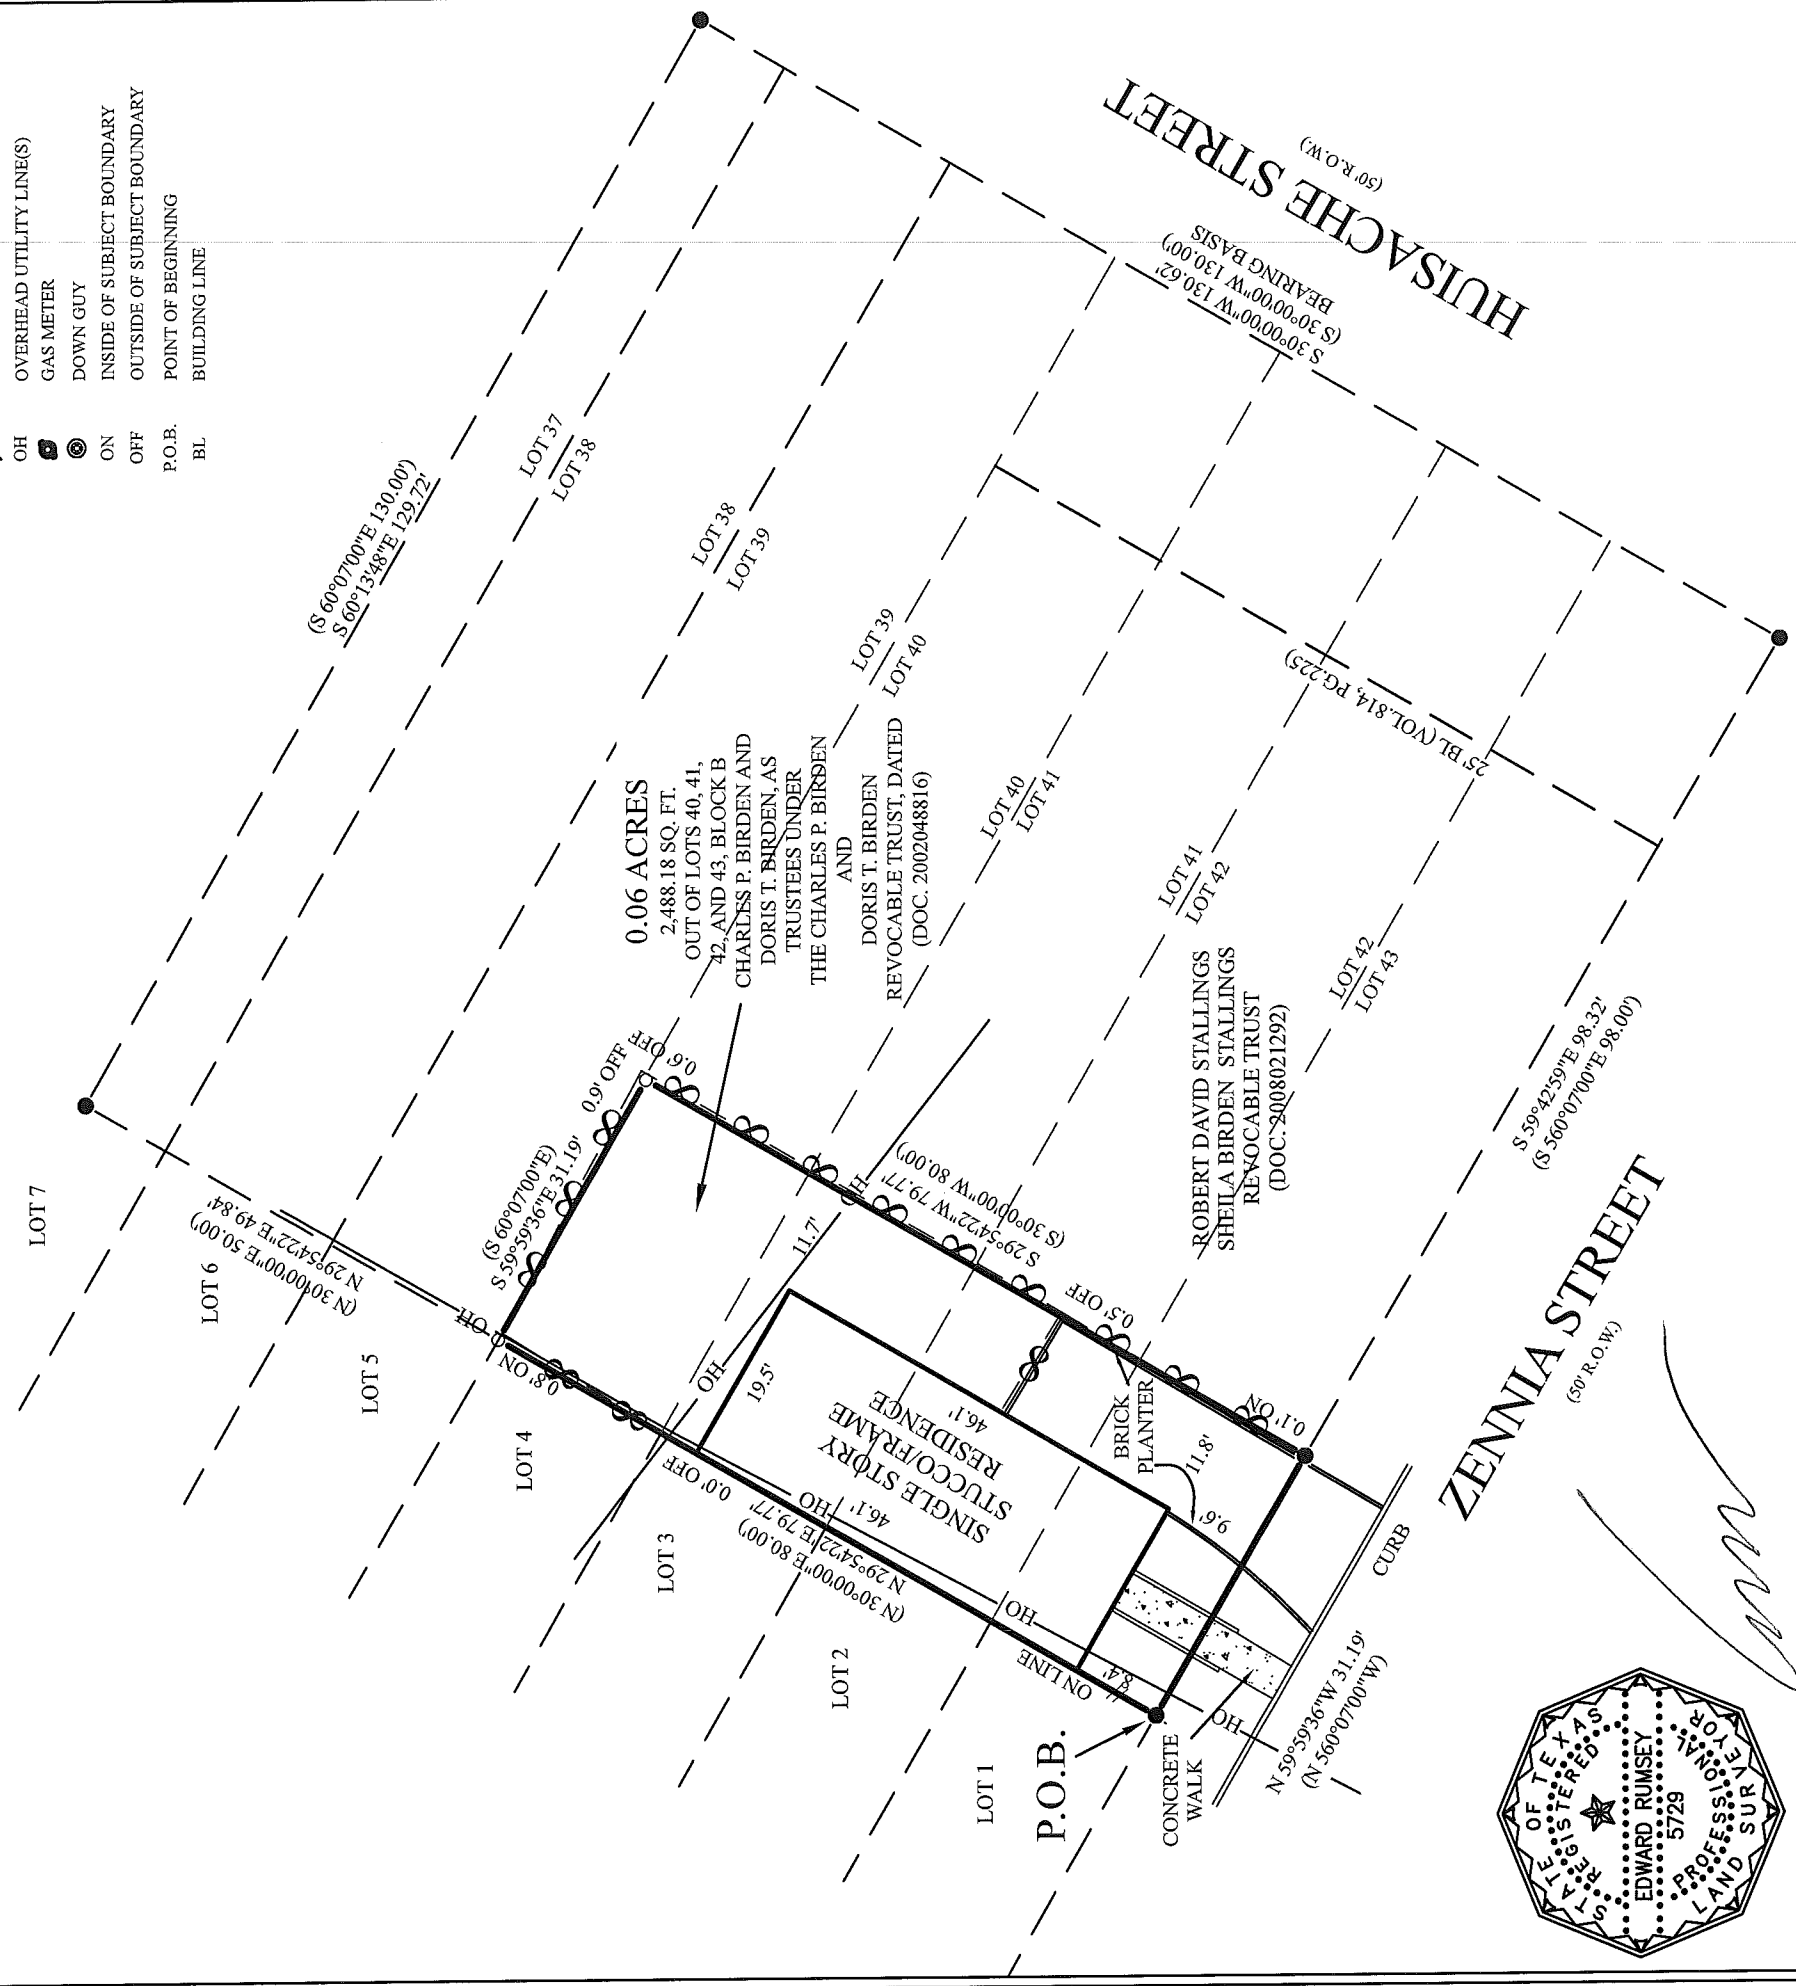 OH OVERHEAD UTILITY LINE(S)
GAS METER
DOWN GUY
ON INSIDE OF SUBJECT BOUNDARY
OFF OUTSIDE OF SUBJECT BOUNDARY
P.O.B. POINT OF BEGINNING
BL BUILDING LINE
LOT 7
LOT 6
LOT 5
LOT 4
LOT 3
LOT 2
LOT 1
(S 60°07'00"E 130.00')
S 60°13'48"E 129.72'
LOT 37
LOT 38
LOT 38
LOT 39
LOT 39
LOT 40
LOT 40
LOT 41
LOT 41
LOT 42
LOT 42
LOT 43
HUISACHE STREET
(50' R.O.W.)
S 30°00'00"W 130.62'
(S 30°00'00"W 130.00')
BEARING BASIS
25' BL (VOL.814, PG.225)
0.06 ACRES
2,488.18 SQ. FT.
OUT OF LOTS 40, 41,
42, AND 43, BLOCK B
CHARLES P. BIRDEN AND
DORIS T. BIRDEN, AS
TRUSTEES UNDER
THE CHARLES P. BIRDEN
AND
DORIS T. BIRDEN
REVOCABLE TRUST, DATED
(DOC. 2002048816)
ROBERT DAVID STALLINGS
SHEILA BIRDEN STALLINGS
REVOCABLE TRUST
(DOC. 2008021292)
(N 30°00'00"E 50.00')
N 29°54'22"E 49.84'
(S 60°07'00"E)
S 59°59'36"E 31.19'
0.9' OFF
0.6' OFF
OH
0.8' ON
OH
11.7'
S 29°54'22"W 79.77'
(S 30°00'00"W 80.00')
0.5' OFF
0.1' ON
OH
19.5'
46.1'
SINGLE STORY
STUCCO/FRAME
RESIDENCE
46.1'
0.0' OFF
OH
(N 30°00'00"E 80.00')
N 29°54'22"E 79.77'
OH
ON LINE
8.4'
BRICK
PLANTER
11.8'
9.6'
P.O.B.
CONCRETE
WALK
OH
CURB
N 59°59'36"W 31.19'
(N 560°07'00"W)
S 59°42'59"E 98.32'
(S 560°07'00"E 98.00')
ZENNIA STREET
(50' R.O.W.)
STATE OF TEXAS
REGISTERED
EDWARD RUMSEY
5729
PROFESSIONAL
LAND SURVEYOR